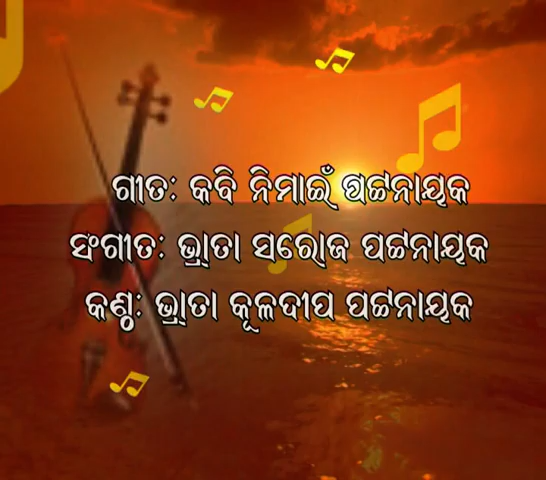 ଗୀତ: କବି ନିମାଇଁ ପଟ୍ଟନାୟକ
ସଂଗୀତ: ଭ୍ରାତା ସରୋଜ ପଟ୍ଟନାୟକ
କଣ୍ଠ: ଭ୍ରାତା କୂଳଦୀପ ପଟ୍ଟନାୟକ